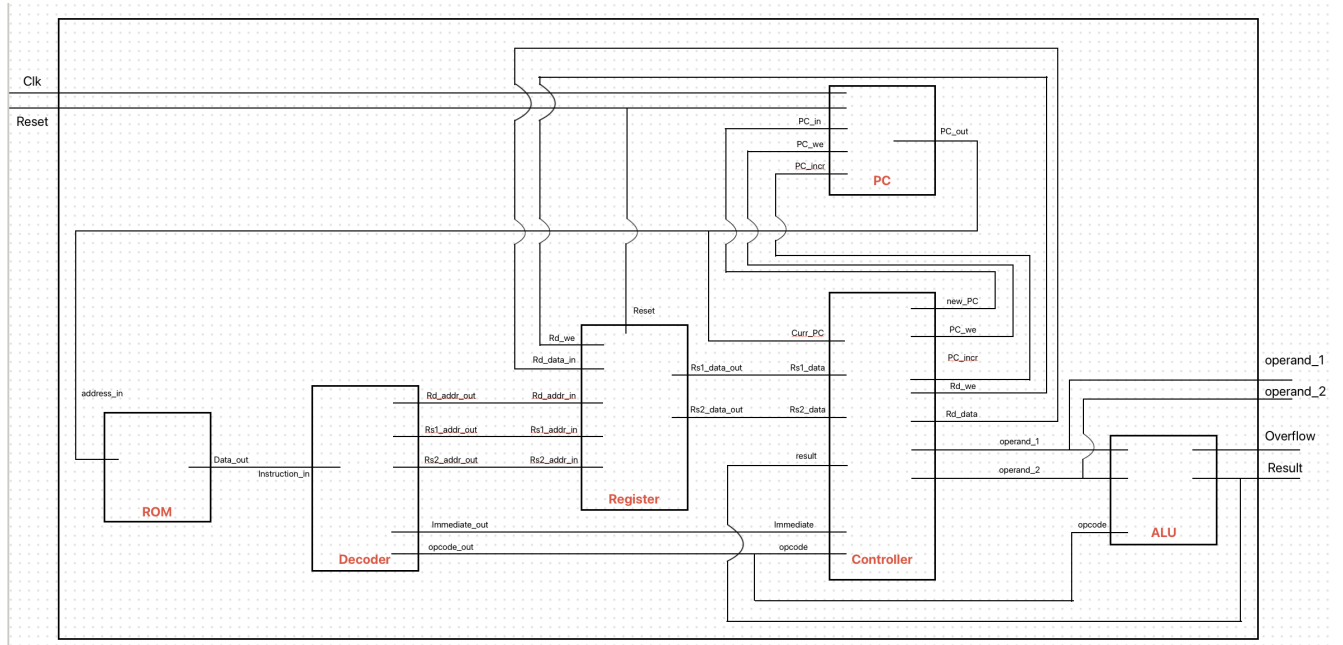 Clk
Reset
PC_in
PC_we
PC_incr
PC_out
PC
Reset
Rd_we
Rd_data_in
Rd_addr_in
Rs1_addr_in
Rs2_addr_in
Rs1_data_out
Rs2_data_out
Register
address_in
Data_out
ROM
Instruction_in
Rd_addr_out
Rs1_addr_out
Rs2_addr_out
Immediate_out
opcode_out
Decoder
Curr_PC
Rs1_data
Rs2_data
result
Immediate
opcode
new_PC
PC_we
PC_incr
Rd_we
Rd_data
operand_1
operand_2
Controller
opcode
ALU
operand_1
operand_2
Overflow
Result